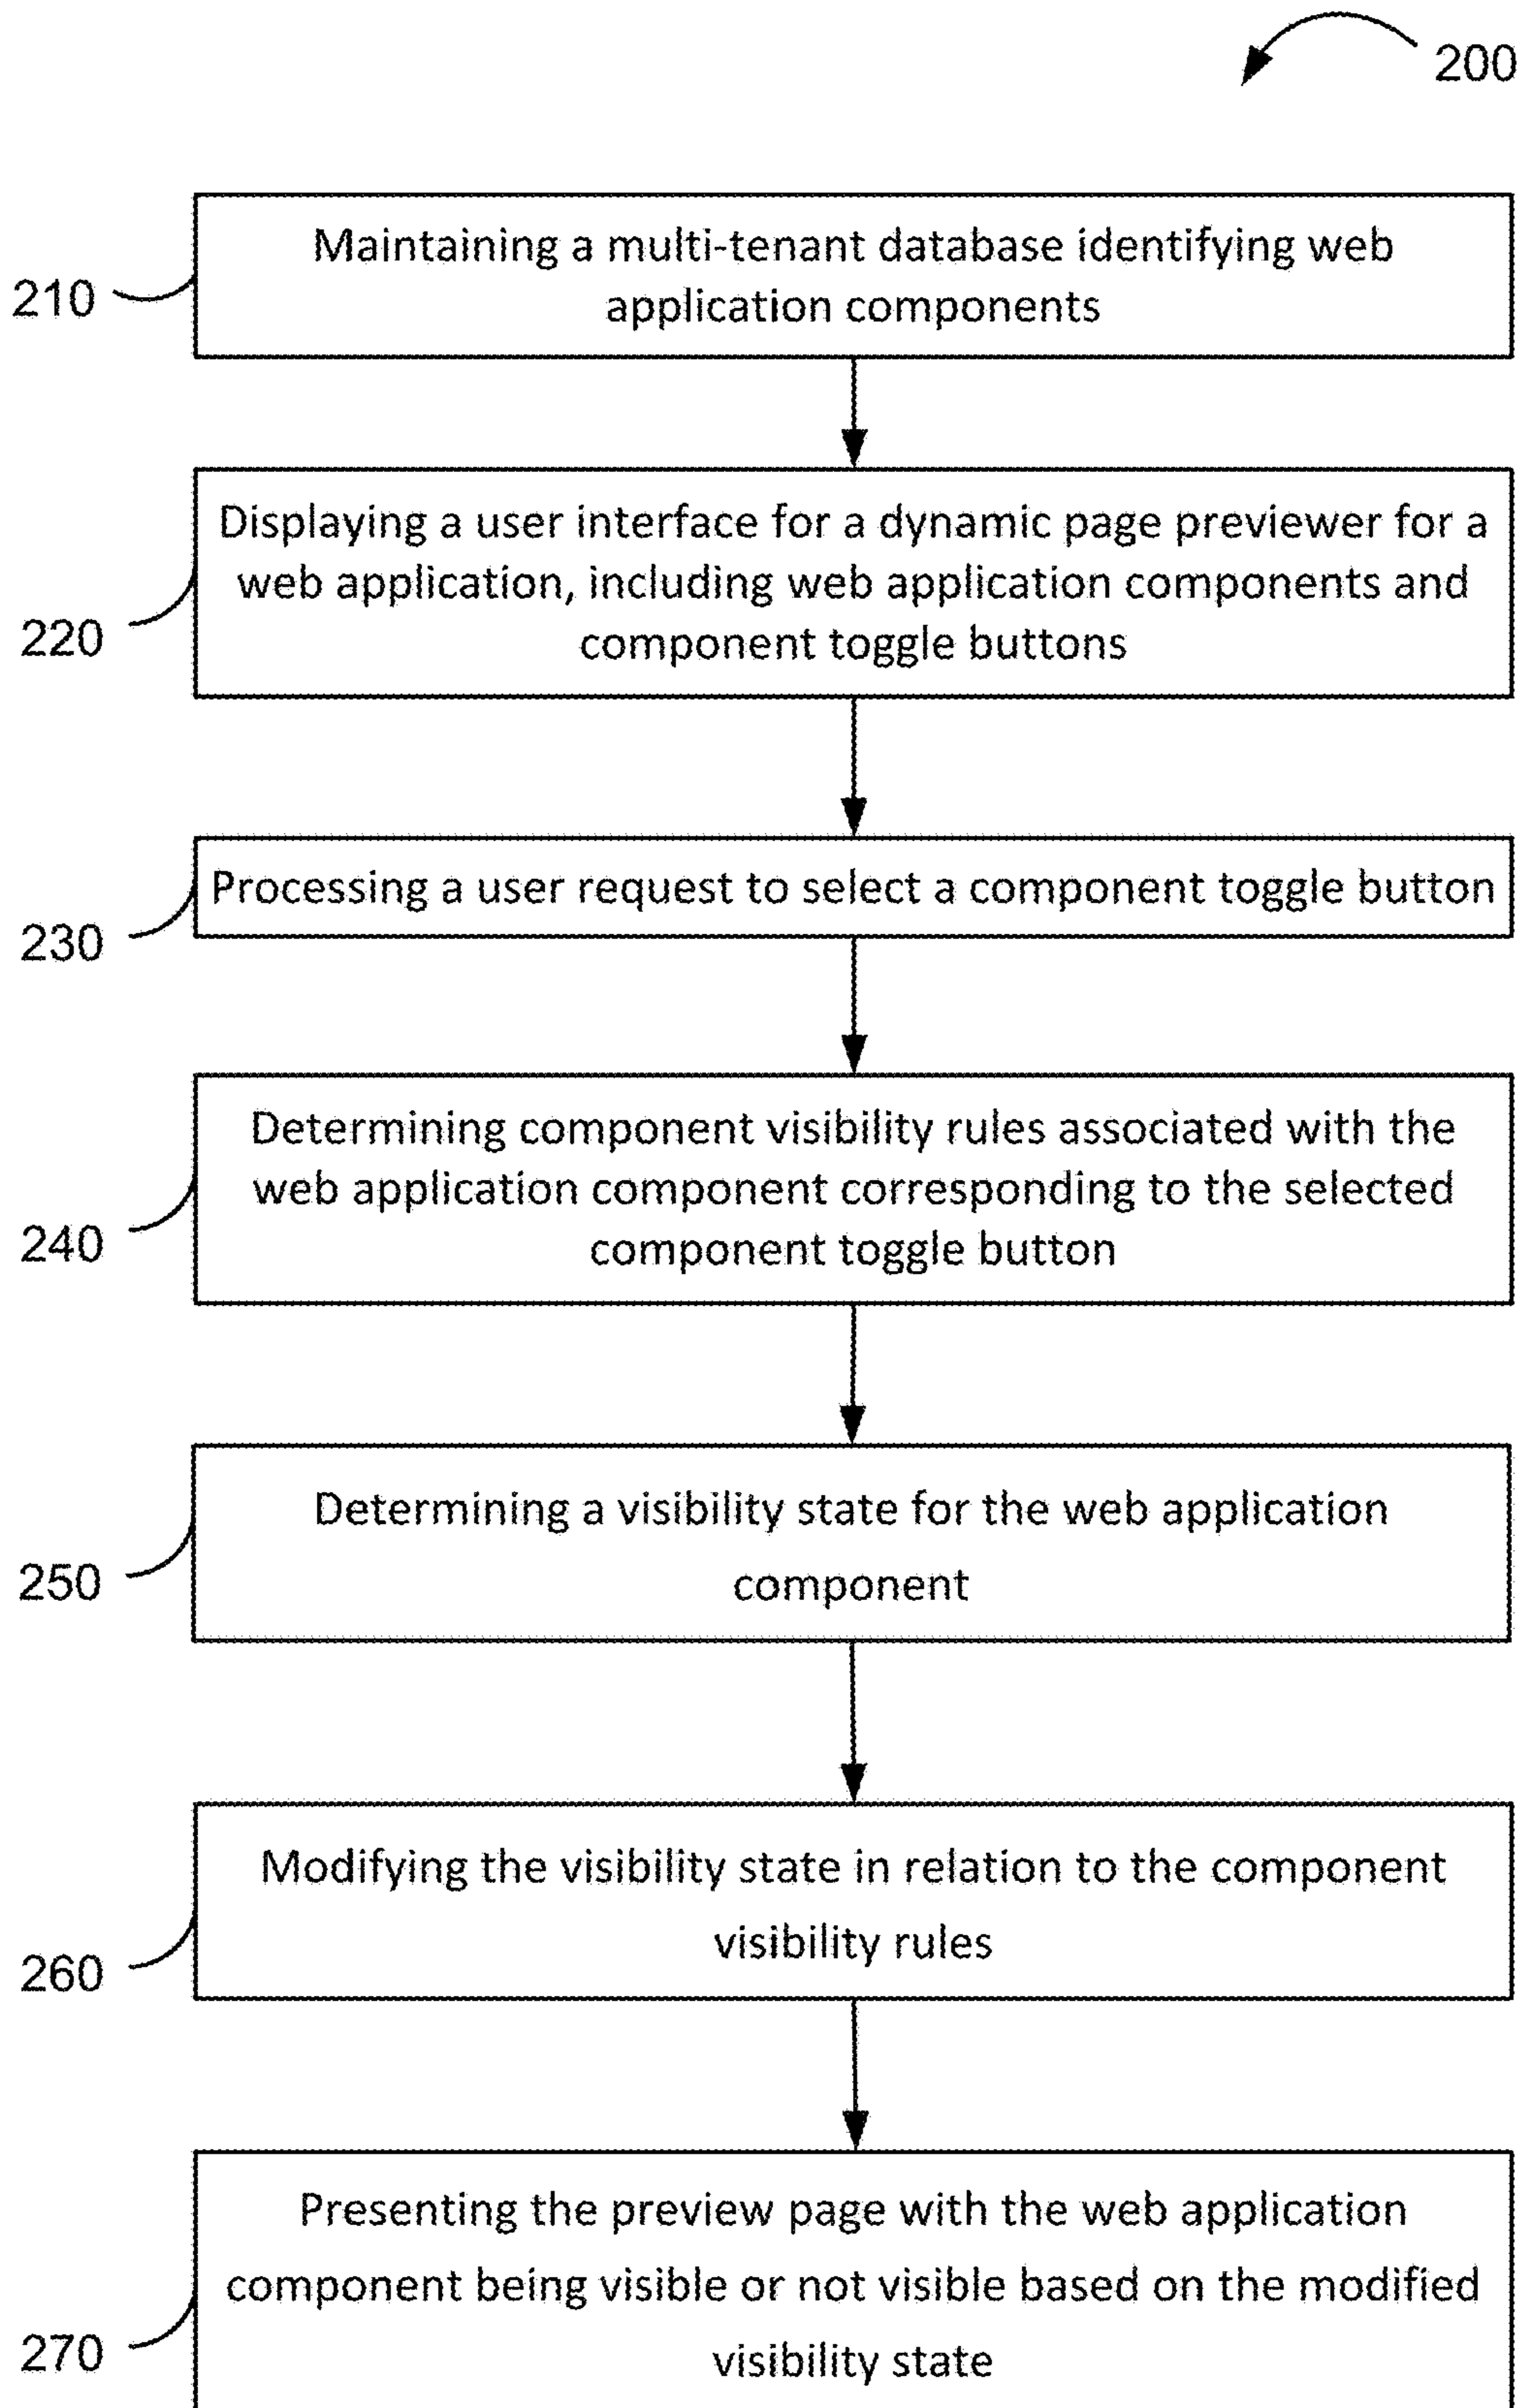 200
210
Maintaining a multi-tenant database identifying web
application components
220
Displaying a user interface for a dynamic page previewer for a
web application, including web application components and
component toggle buttons
230
Processing a user request to select a component toggle button
240
Determining component visibility rules associated with the
web application component corresponding to the selected
component toggle button
250
Determining a visibility state for the web application
component
260
Modifying the visibility state in relation to the component
visibility rules
270
Presenting the preview page with the web application
component being visible or not visible based on the modified
visibility state